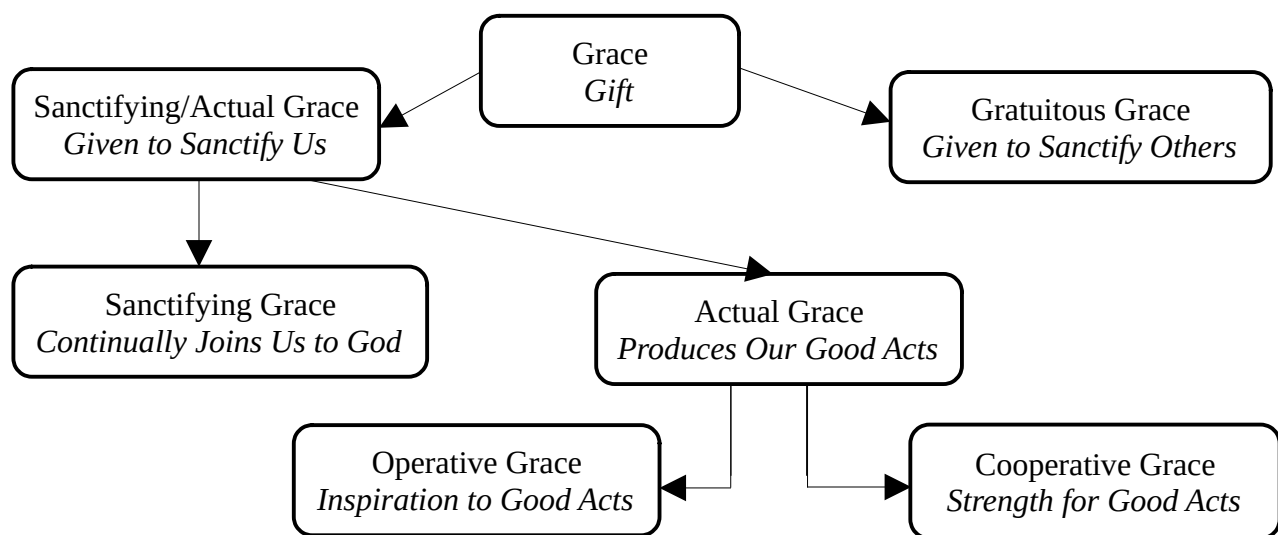 Grace
Gift
Sanctifying/Actual Grace
Given to Sanctify Us
Gratuitous Grace
Given to Sanctify Others
Sanctifying Grace
Continually Joins Us to God
Actual Grace
Produces Our Good Acts
Operative Grace
Inspiration to Good Acts
Cooperative Grace
Strength for Good Acts